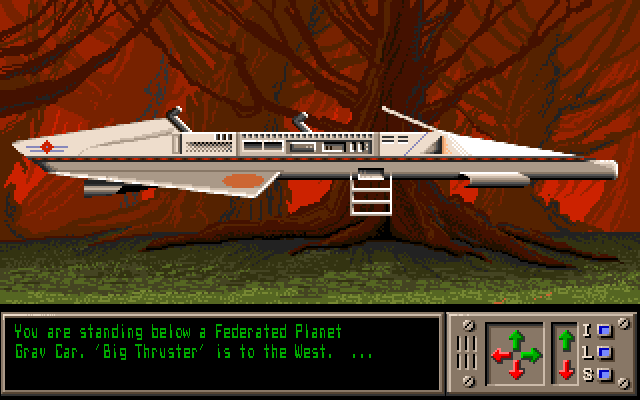 You are standing below a Federated Planet
Grav Car. 'Big Thruster' is to the West.  ...
I
L
S